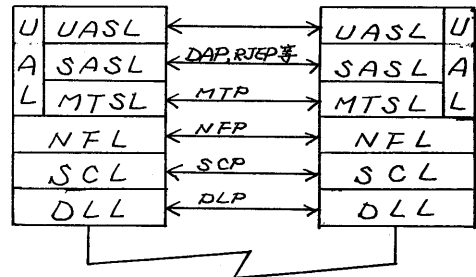 U UASL UASL U
A SASL DAP, RJEP等 SASL A
L MTSL MTP MTSL L
NFL NFP NFL
SCL SCP SCL
DLL DLP DLL